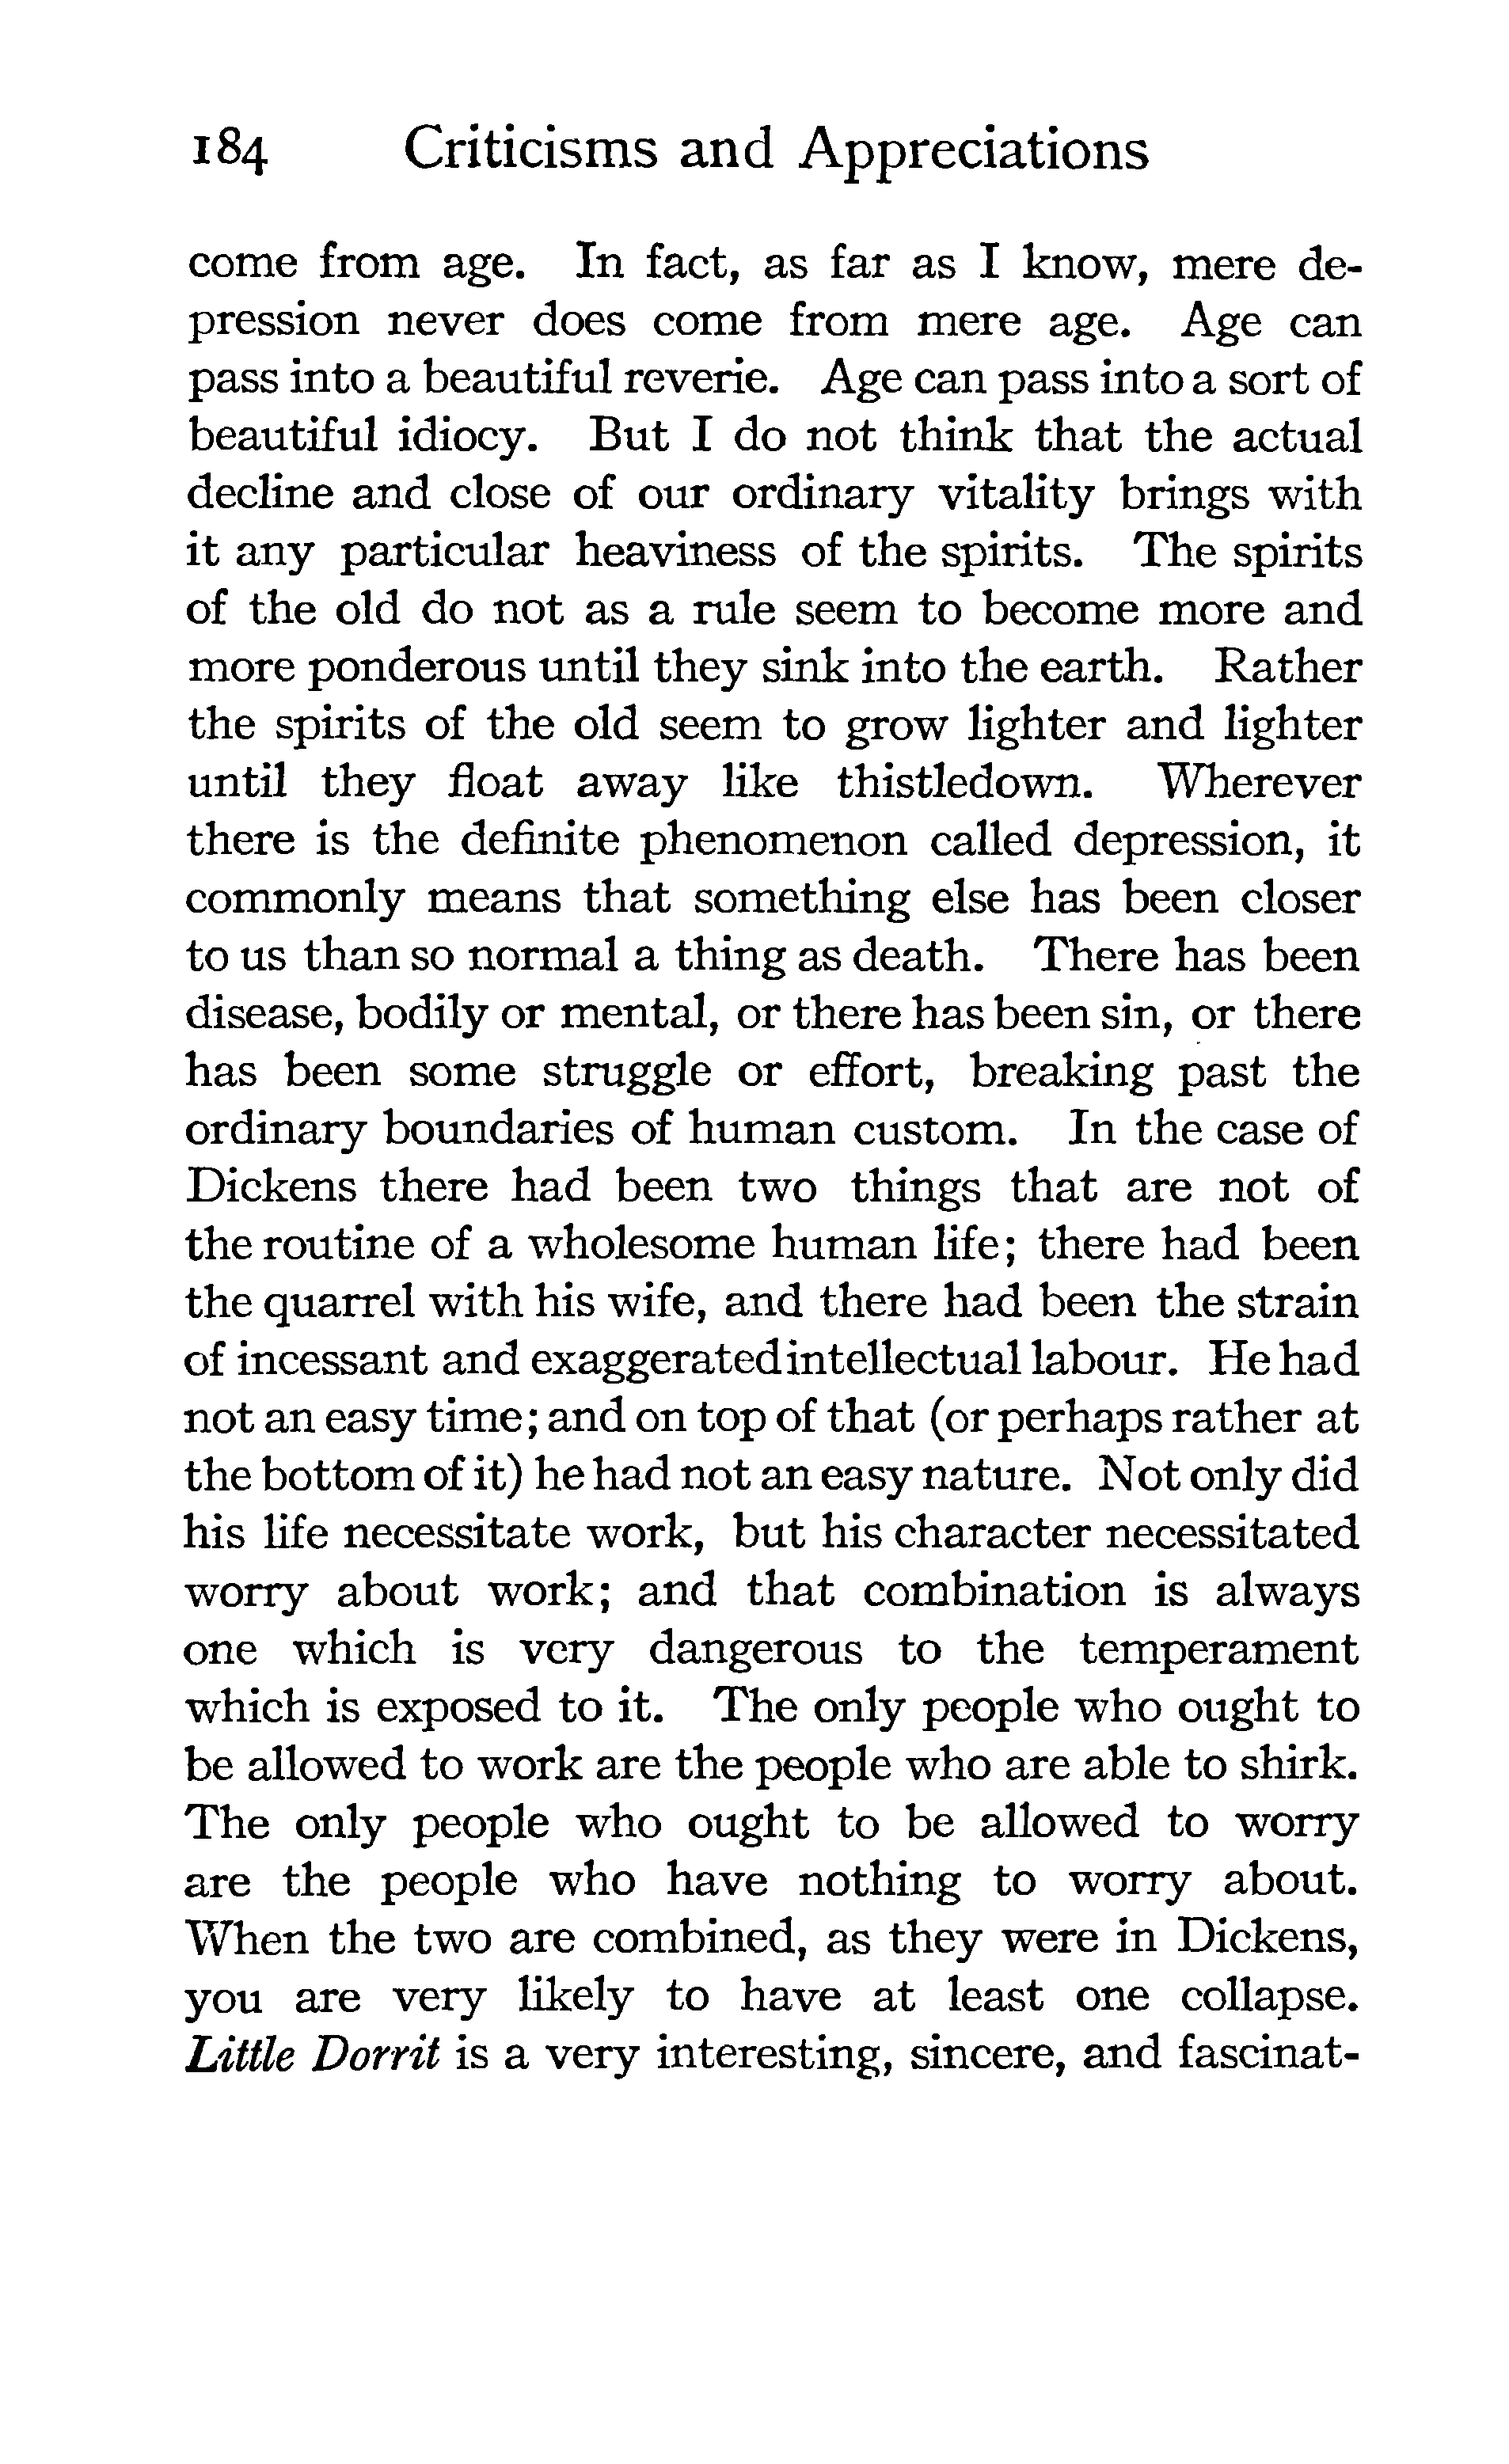 184 Criticisms and Appreciations
come from age. In fact, as far as I know, mere de-
pression never does come from mere age. Age can
pass into a beautiful reverie. Age can pass into a sort of
beautiful idiocy. But I do not think that the actual
decline and close of our ordinary vitality brings with
it any particular heaviness of the spirits. The spirits
of the old do not as a rule seem to become more and
more ponderous until they sink into the earth. Rather
the spirits of the old seem to grow lighter and lighter
until they float away like thistledown. Wherever
there is the definite phenomenon called depression, it
commonly means that something else has been closer
to us than so normal a thing as death. There has been
disease, bodily or mental, or there has been sin, or there
has been some struggle or effort, breaking past the
ordinary boundaries of human custom. In the case of
Dickens there had been two things that are not of
the routine of a wholesome human life; there had been
the quarrel with his wife, and there had been the strain
of incessant and exaggerated intellectual labour. He had
not an easy time; and on top of that (or perhaps rather at
the bottom of it) he had not an easy nature. Not only did
his life necessitate work, but his character necessitated
worry about work; and that combination is always
one which is very dangerous to the temperament
which is exposed to it. The only people who ought to
be allowed to work are the people who are able to shirk.
The only people who ought to be allowed to worry
are the people who have nothing to worry about.
When the two are combined, as they were in Dickens,
you are very likely to have at least one collapse.
Little Dorrit is a very interesting, sincere, and fascinat-